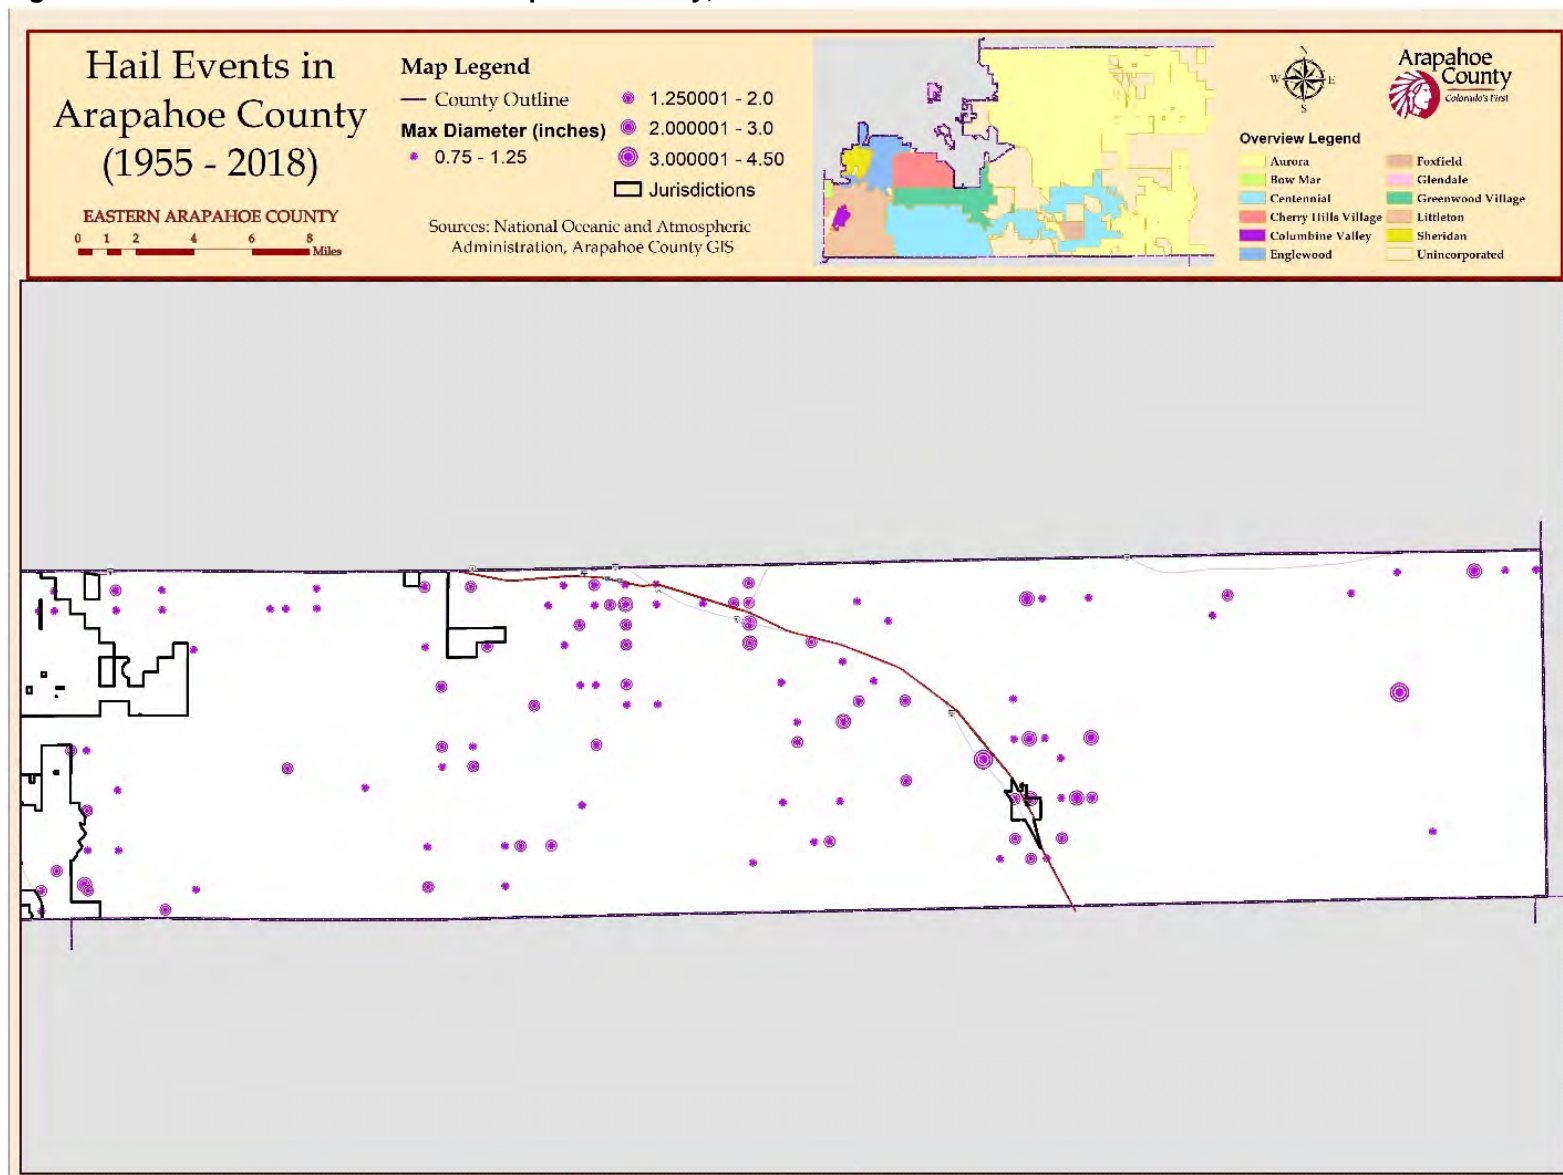 Hail Events in
Arapahoe County
(1955 - 2018)
EASTERN ARAPAHOE COUNTY
0 1 2 4 6 8
Miles
Map Legend
County Outline
Max Diameter (inches)
0.75 - 1.25
1.250001 - 2.0
2.000001 - 3.0
3.000001 - 4.50
Jurisdictions
Sources: National Oceanic and Atmospheric
Administration, Arapahoe County GIS
N
W E
S
Arapahoe
County
Colorado's First
Overview Legend
Aurora
Bow Mar
Centennial
Cherry Hills Village
Columbine Valley
Englewood
Foxfield
Glendale
Greenwood Village
Littleton
Sheridan
Unincorporated